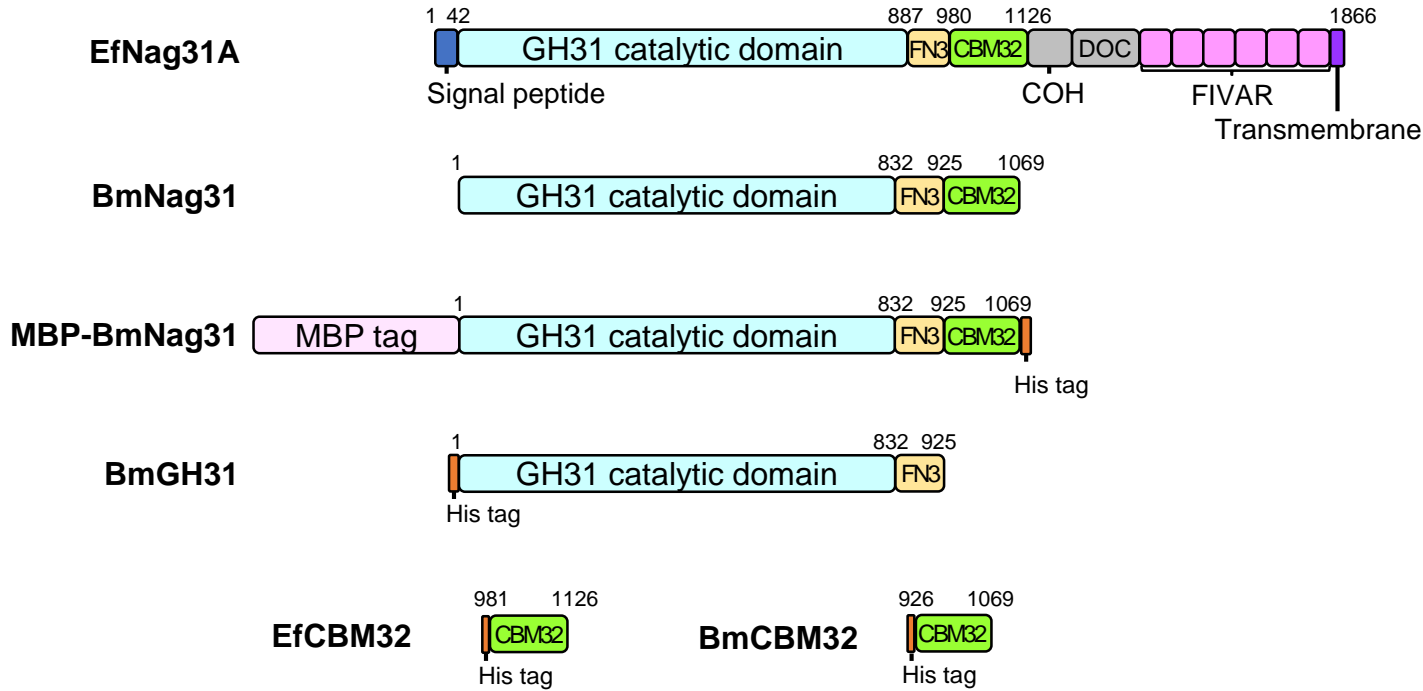 1 42 887 980 1126 1866
EfNag31A GH31 catalytic domain FN3 CBM32 DOC
Signal peptide COH FIVAR
Transmembrane
1 832 925 1069
BmNag31 GH31 catalytic domain FN3 CBM32
1 832 925 1069
MBP-BmNag31 MBP tag GH31 catalytic domain FN3 CBM32
His tag
1 832 925
BmGH31 GH31 catalytic domain FN3
His tag
981 1126 926 1069
EfCBM32 CBM32 BmCBM32 CBM32
His tag His tag